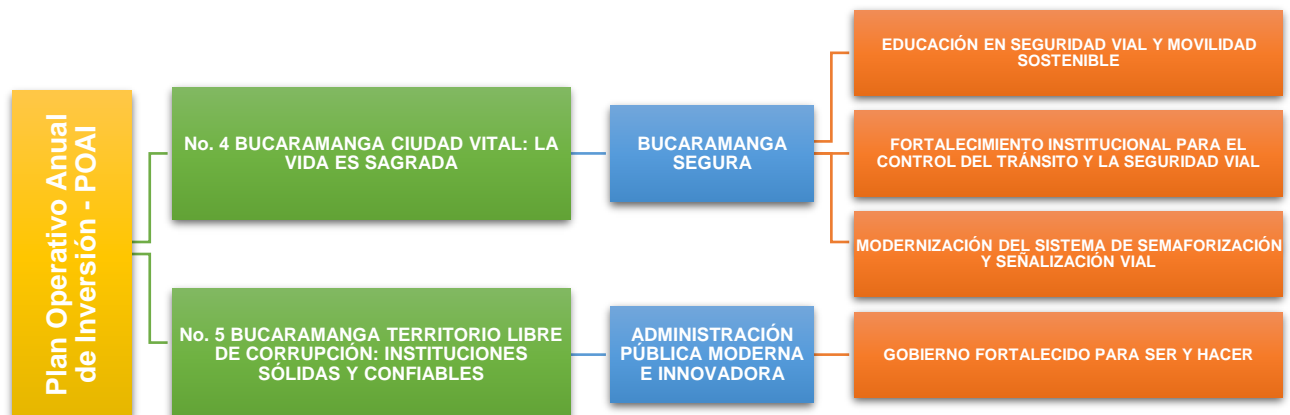 Plan Operativo Anual
de Inversión - POAI
No. 4 BUCARAMANGA CIUDAD VITAL: LA
VIDA ES SAGRADA
BUCARAMANGA
SEGURA
EDUCACIÓN EN SEGURIDAD VIAL Y MOVILIDAD
SOSTENIBLE
FORTALECIMIENTO INSTITUCIONAL PARA EL
CONTROL DEL TRÁNSITO Y LA SEGURIDAD VIAL
MODERNIZACIÓN DEL SISTEMA DE SEMAFORIZACIÓN
Y SEÑALIZACIÓN VIAL
No. 5 BUCARAMANGA TERRITORIO LIBRE
DE CORRUPCIÓN: INSTITUCIONES
SÓLIDAS Y CONFIABLES
ADMINISTRACIÓN
PÚBLICA MODERNA
E INNOVADORA
GOBIERNO FORTALECIDO PARA SER Y HACER